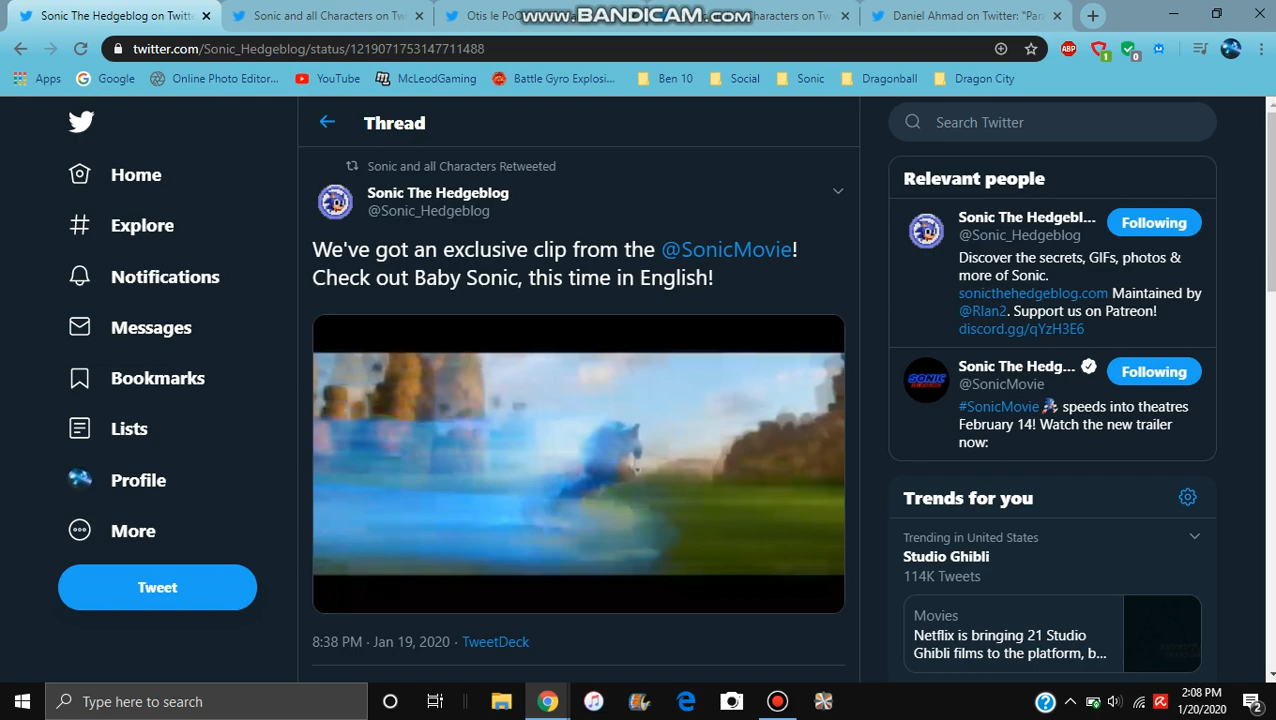 Sonic The Hedgeblog on Twitt
Sonic and all Characters on Tw
Otis le Po
www.BANDICAM.com
haracters on Tw
Daniel Ahmad on Twitter: "Par
twitter.com/Sonic_Hedgeblog/status/1219071753147711488
ABP
1
0
Apps
Google
Online Photo Editor...
YouTube
McLeodGaming
Battle Gyro Explosi...
Ben 10
Social
Sonic
Dragonball
Dragon City
Home
Explore
Notifications
Messages
Bookmarks
Lists
Profile
More
Tweet
Thread
Sonic and all Characters Retweeted
Sonic The Hedgeblog
@Sonic_Hedgeblog
We've got an exclusive clip from the @SonicMovie!
Check out Baby Sonic, this time in English!
8:38 PM · Jan 19, 2020 · TweetDeck
Search Twitter
Relevant people
Sonic The Hedgebl...
@Sonic_Hedgeblog
Following
Discover the secrets, GIFs, photos &
more of Sonic.
sonicthehedgeblog.com Maintained by
@RIan2. Support us on Patreon!
discord.gg/qYzH3E6
SONIC
Sonic The Hedg...
@SonicMovie
Following
#SonicMovie speeds into theatres
February 14! Watch the new trailer
now:
Trends for you
Trending in United States
Studio Ghibli
114K Tweets
Movies
Netflix is bringing 21 Studio
Ghibli films to the platform, b...
Type here to search
2:08 PM
1/20/2020
2